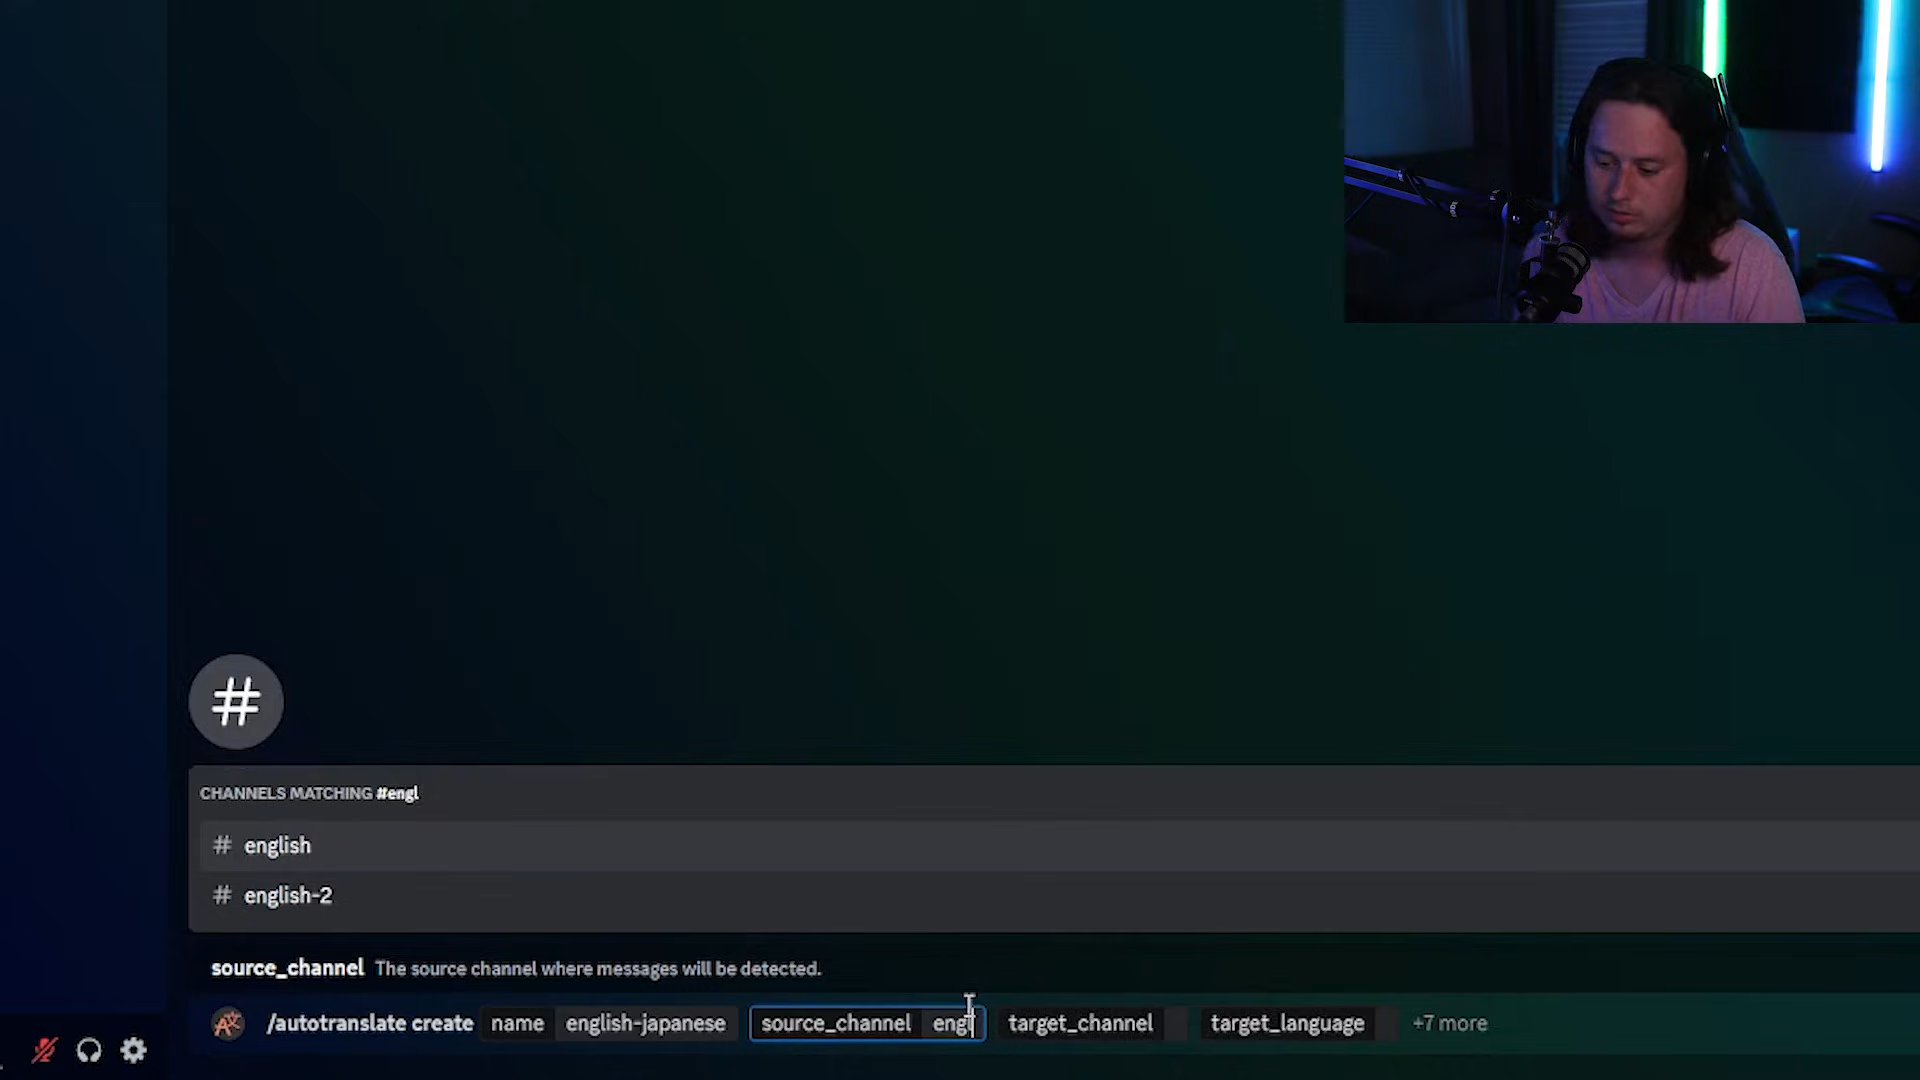 CHANNELS MATCHING #engl
# english
# english-2
source_channel The source channel where messages will be detected.
/autotranslate create name english-japanese source_channel engl target_channel target_language +7 more